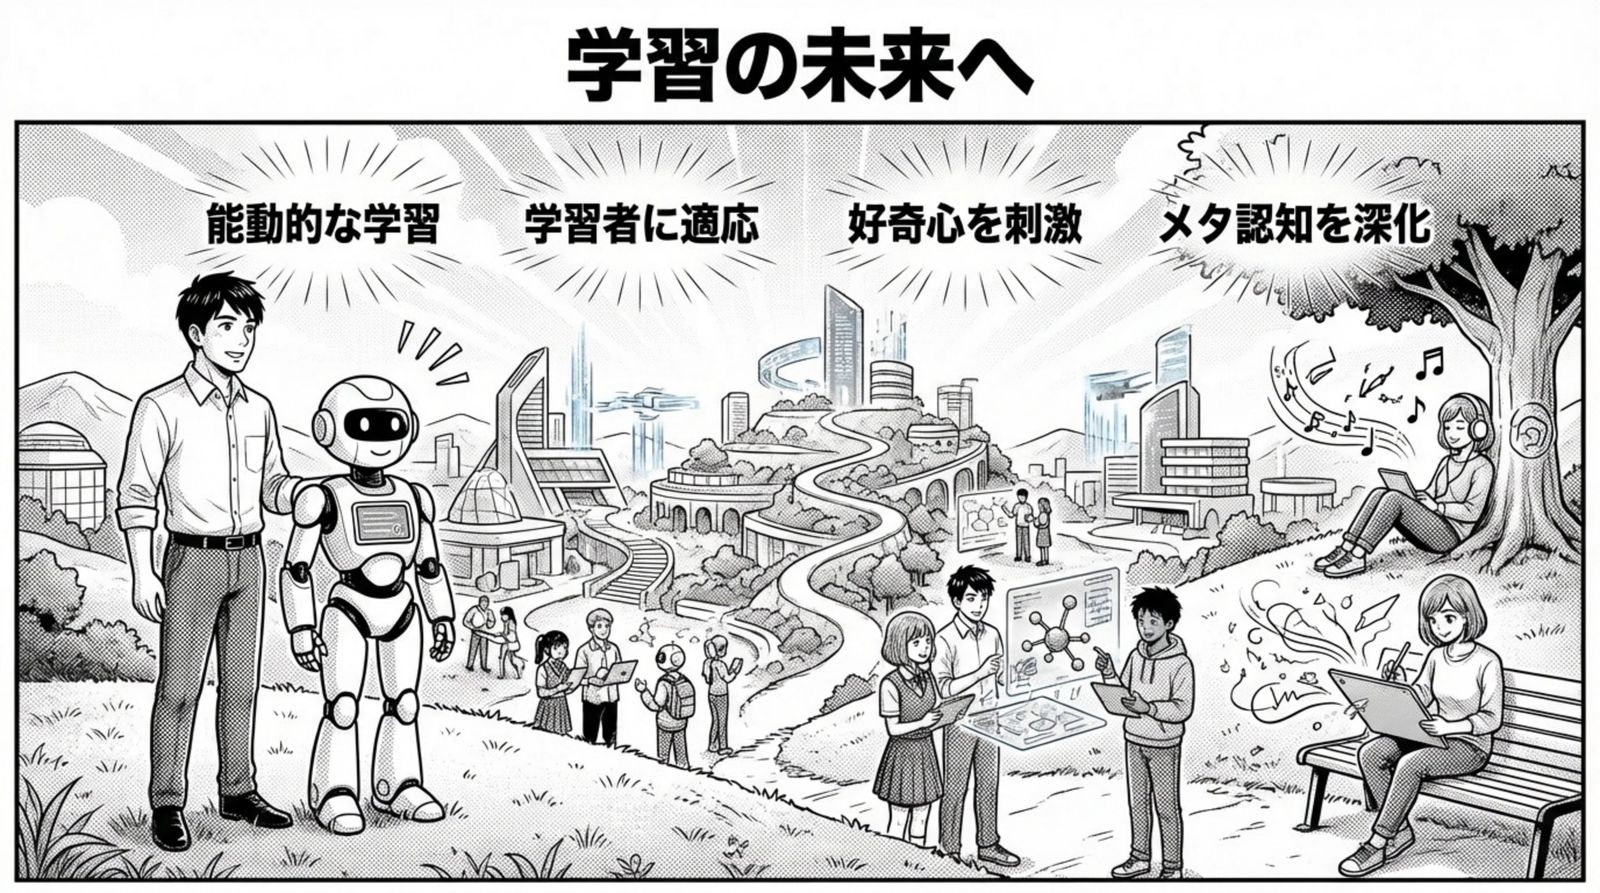 学習の未来へ
能動的な学習
学習者に適応
好奇心を刺激
メタ認知を深化